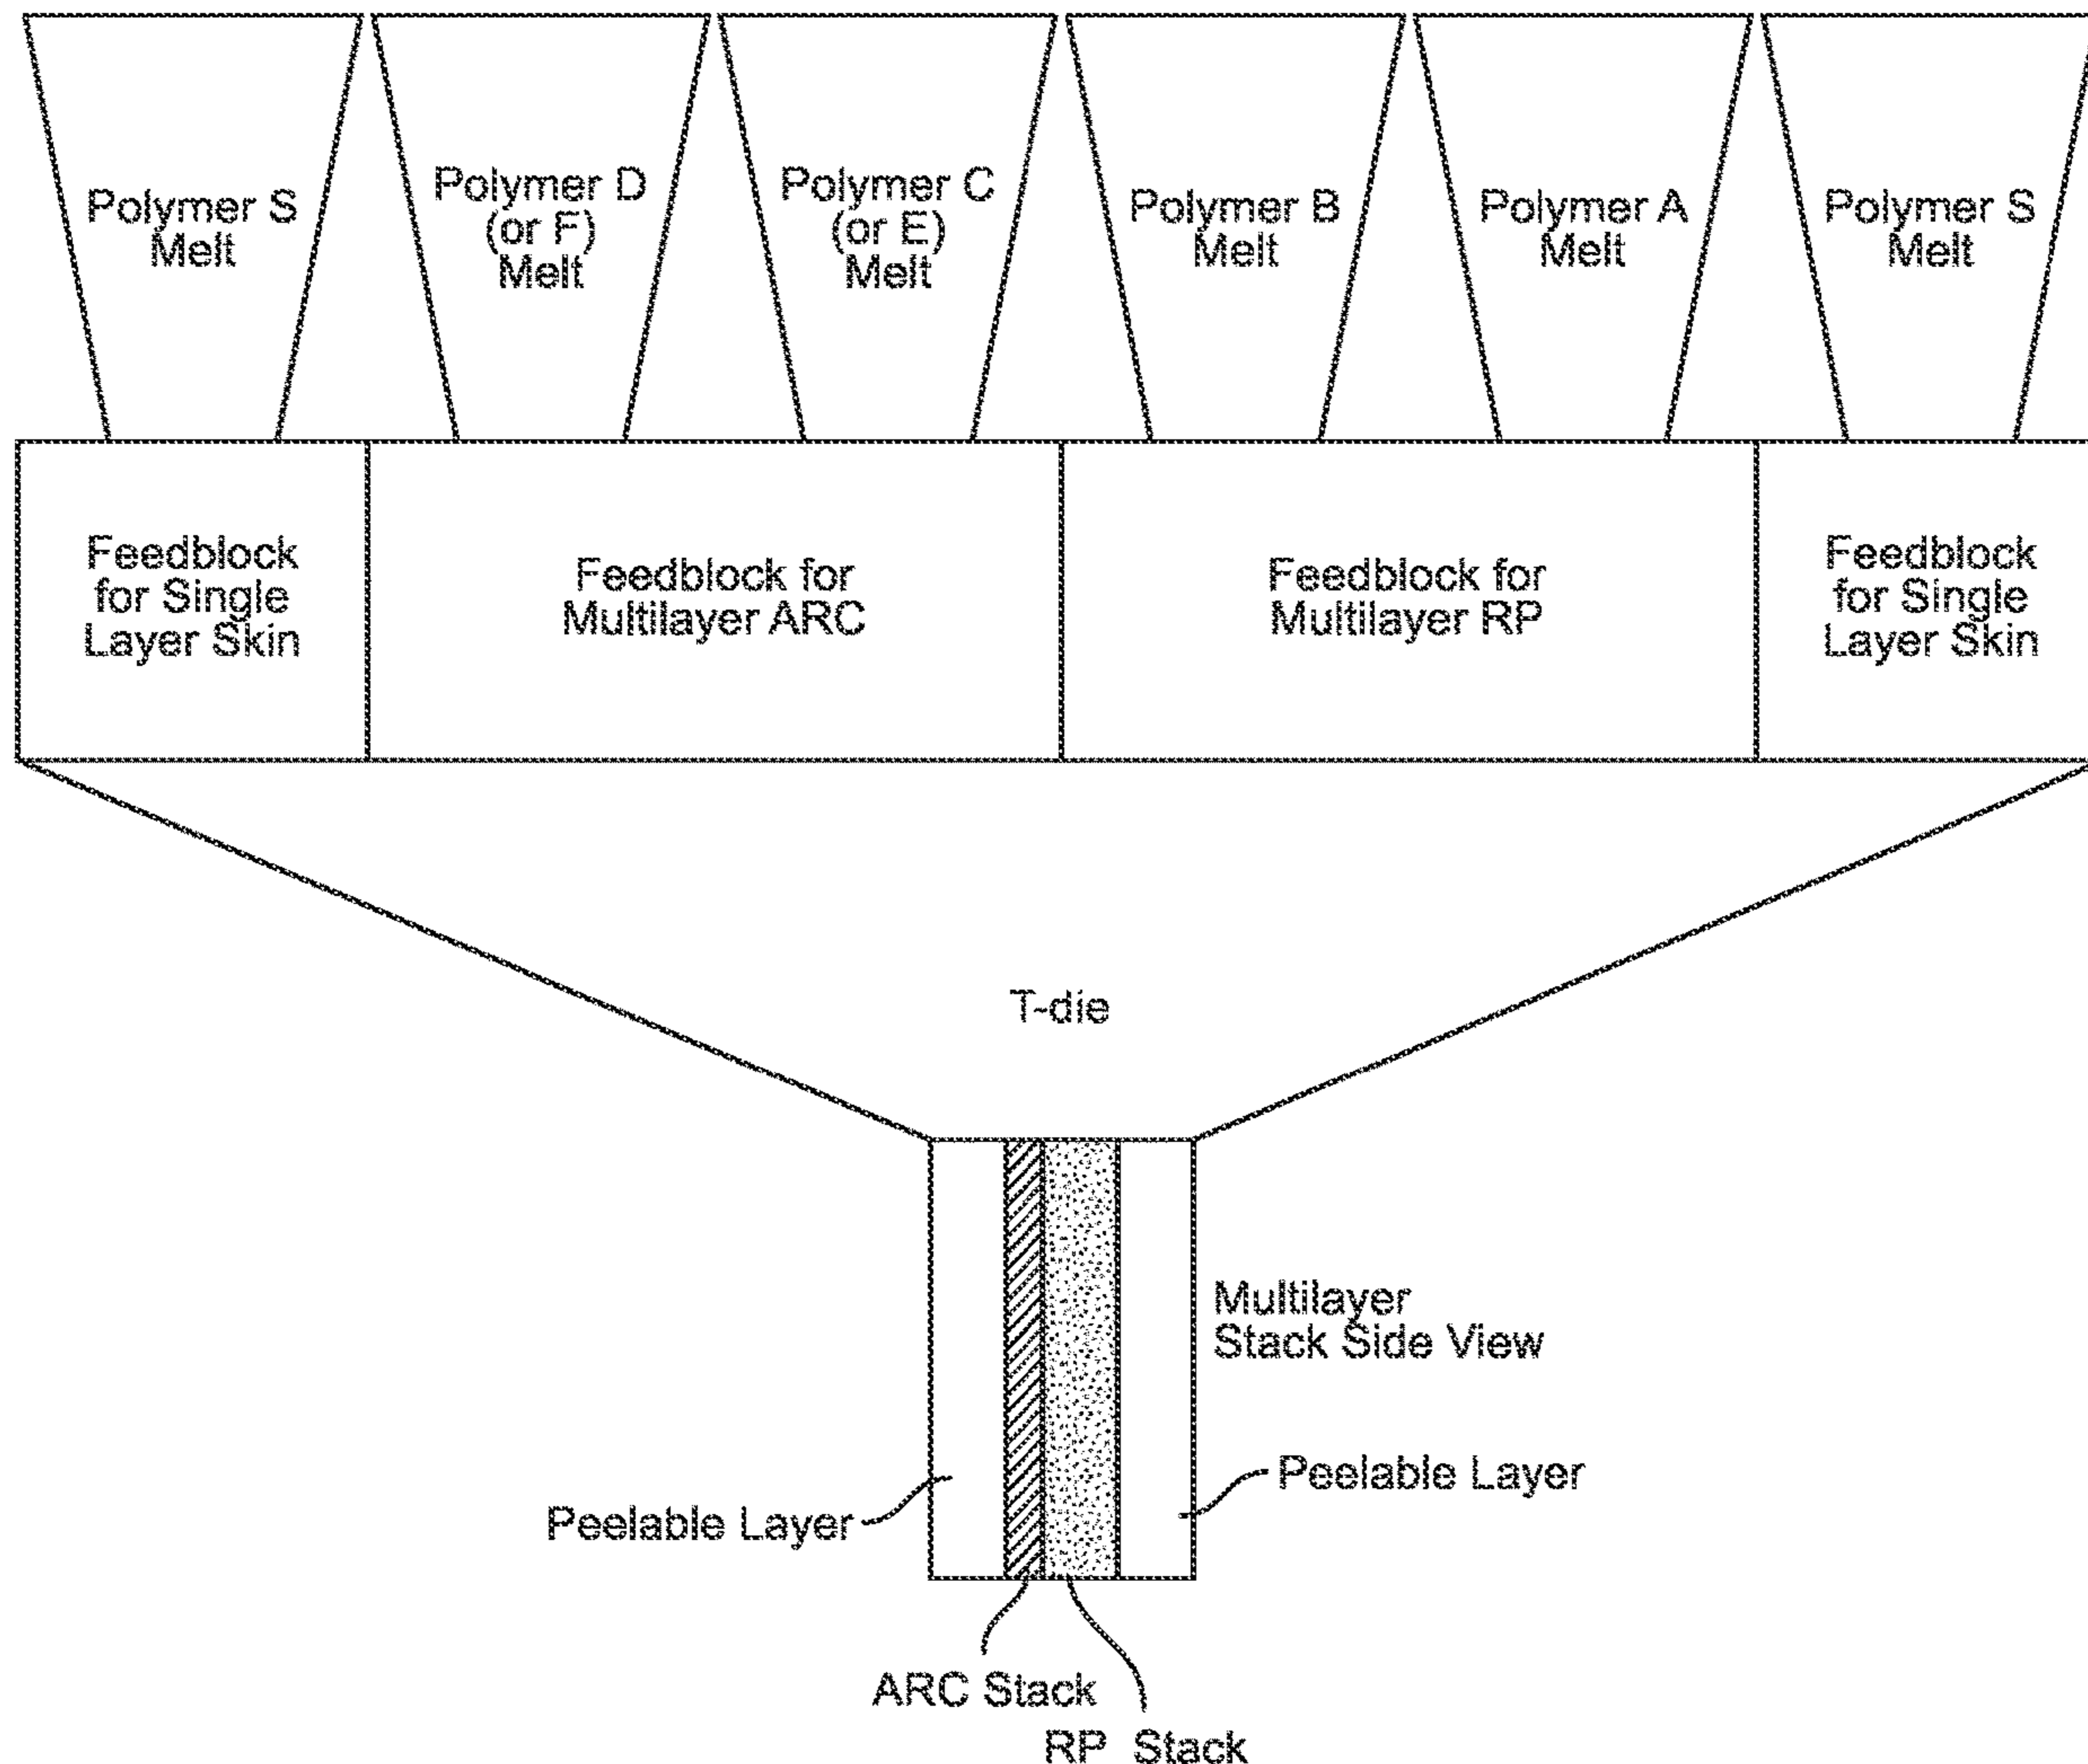 Polymer S
Melt
Polymer D
(or F)
Melt
Polymer C
(or E)
Melt
Polymer B
Melt
Polymer A
Melt
Polymer S
Melt
Feedblock
for Single
Layer Skin
Feedblock for
Multilayer ARC
Feedblock for
Multilayer RP
Feedblock
for Single
Layer Skin
T-die
Multilayer
Stack Side View
Peelable Layer
Peelable Layer
ARC Stack
RP Stack